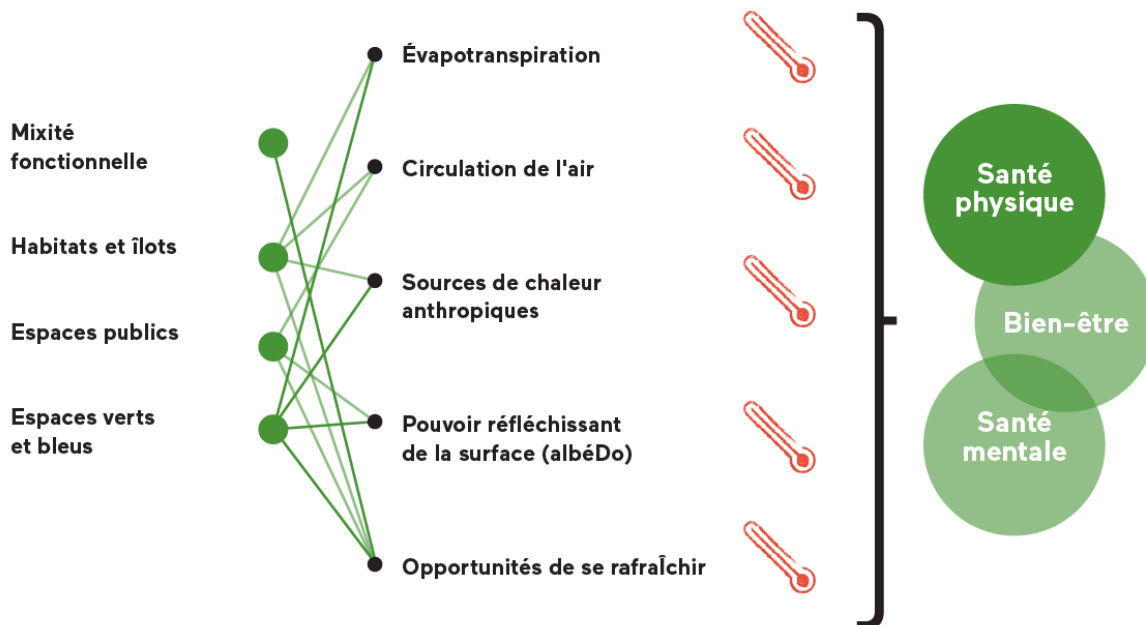 Mixité
fonctionnelle
Habitats et îlots
Espaces publics
Espaces verts
et bleus
Évapotranspiration
Circulation de l'air
Sources de chaleur
anthropiques
Pouvoir réfléchissant
de la surface (albéDo)
Opportunités de se rafraÎchir
Santé
physique
Bien-être
Santé
mentale